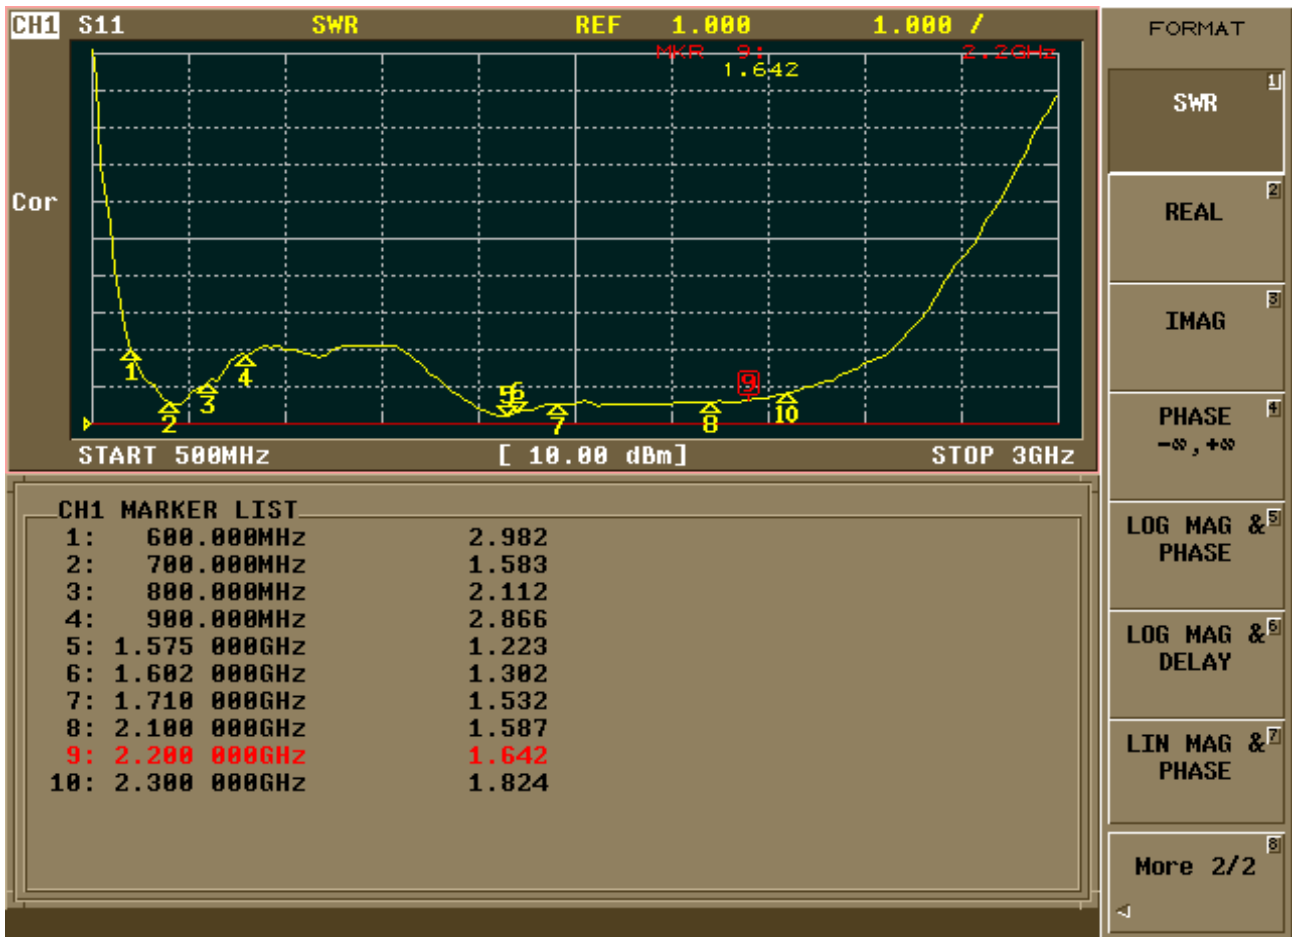 CH1 S11 SWR REF 1.000 1.000 /
MKR 9: 2.2GHz
1.642
Cor
1
2
3
4
5
6
7
8
9
10
START 500MHz [ 10.00 dBm] STOP 3GHz
CH1 MARKER LIST
1: 600.000MHz 2.982
2: 700.000MHz 1.583
3: 800.000MHz 2.112
4: 900.000MHz 2.866
5: 1.575 000GHz 1.223
6: 1.602 000GHz 1.302
7: 1.710 000GHz 1.532
8: 2.100 000GHz 1.587
9: 2.200 000GHz 1.642
10: 2.300 000GHz 1.824
FORMAT
1
SWR
2
REAL
3
IMAG
4
PHASE
-∞,+∞
5
LOG MAG &
PHASE
6
LOG MAG &
DELAY
7
LIN MAG &
PHASE
8
More 2/2